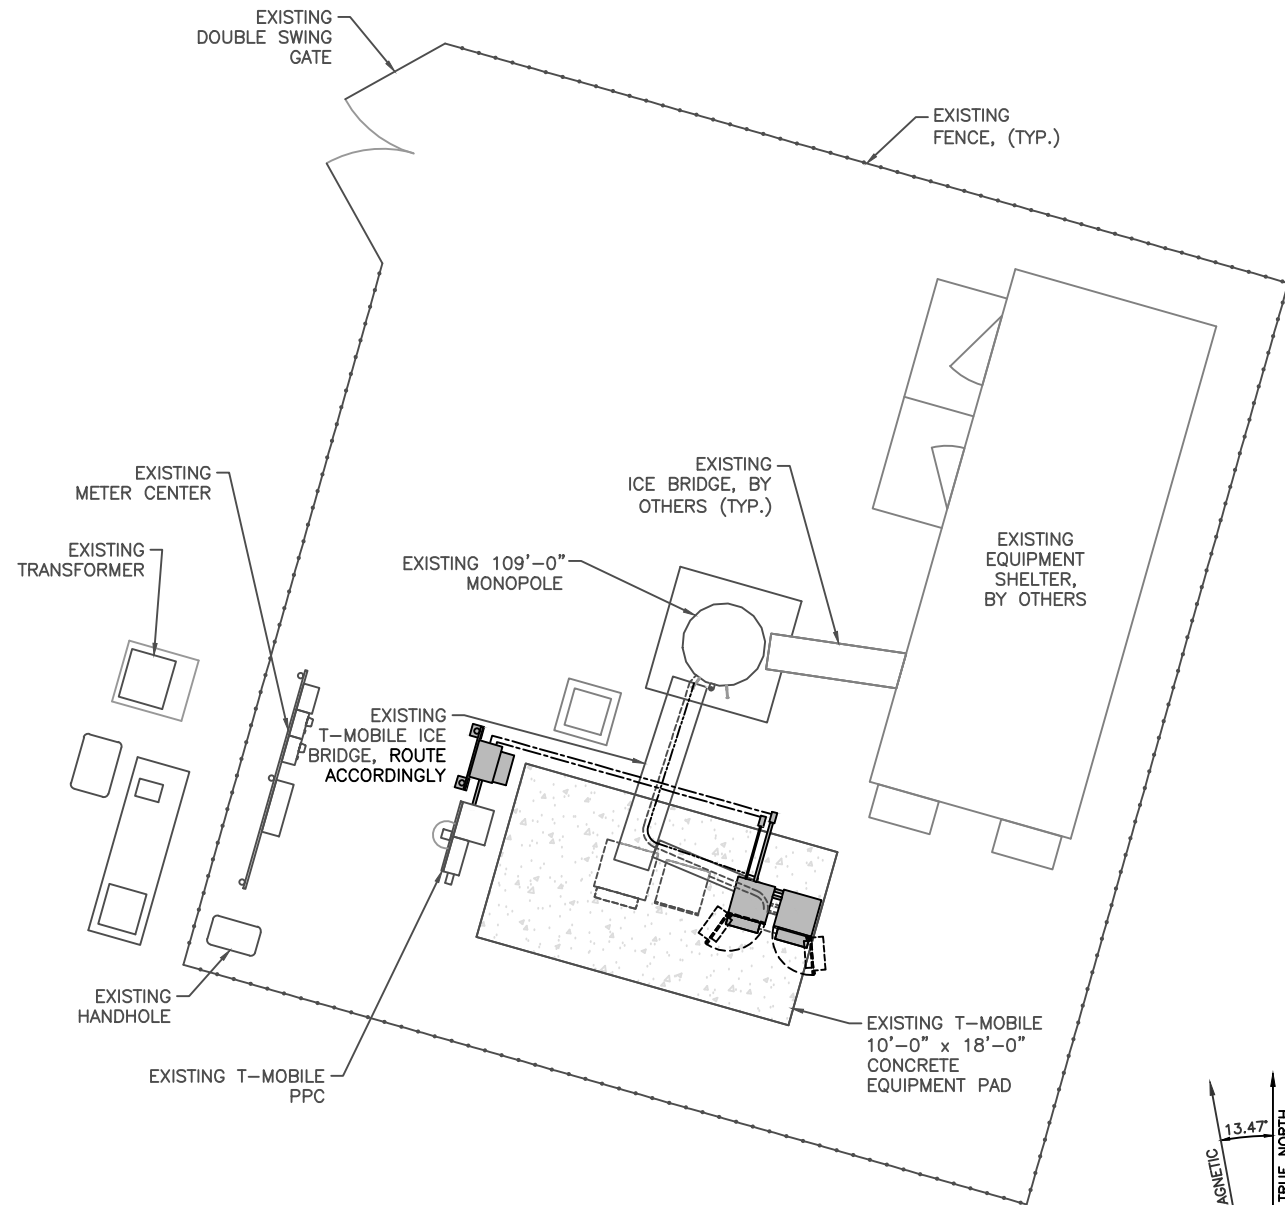 EXISTING
DOUBLE SWING
GATE
EXISTING
FENCE, (TYP.)
EXISTING
METER CENTER
EXISTING
ICE BRIDGE, BY
OTHERS (TYP.)
EXISTING
TRANSFORMER
EXISTING 109'-0"
MONOPOLE
EXISTING
EQUIPMENT
SHELTER,
BY OTHERS
EXISTING
T-MOBILE ICE
BRIDGE, ROUTE
ACCORDINGLY
EXISTING
HANDHOLE
EXISTING T-MOBILE
PPC
EXISTING T-MOBILE
10'-0" x 18'-0"
CONCRETE
EQUIPMENT PAD
13.47°
AGNETIC
TRUE NORTH